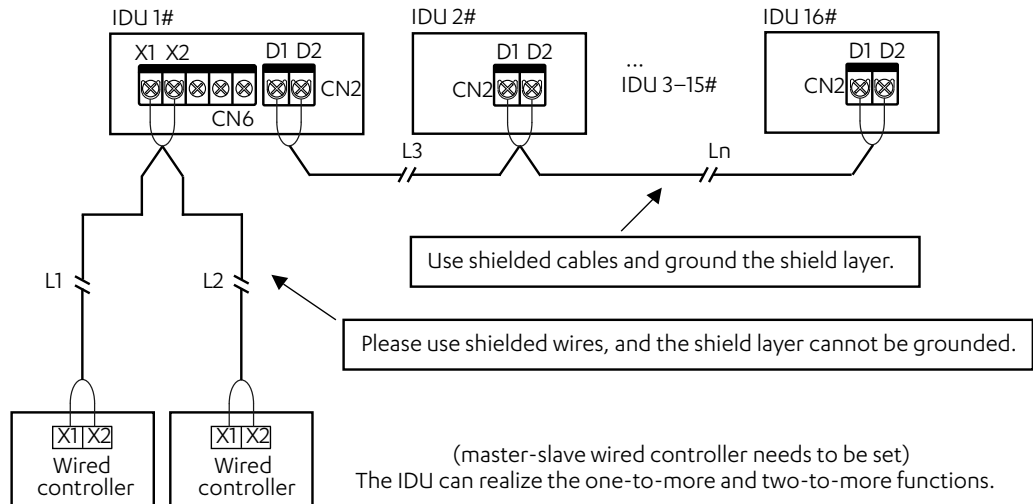 IDU 1#
IDU 2#
IDU 16#
X1 X2
D1 D2
CN2
CN6
D1 D2
CN2
...
IDU 3–15#
D1 D2
CN2
L3
Ln
Use shielded cables and ground the shield layer.
L1
L2
Please use shielded wires, and the shield layer cannot be grounded.
X1 X2
Wired
controller
X1 X2
Wired
controller
(master-slave wired controller needs to be set)
The IDU can realize the one-to-more and two-to-more functions.